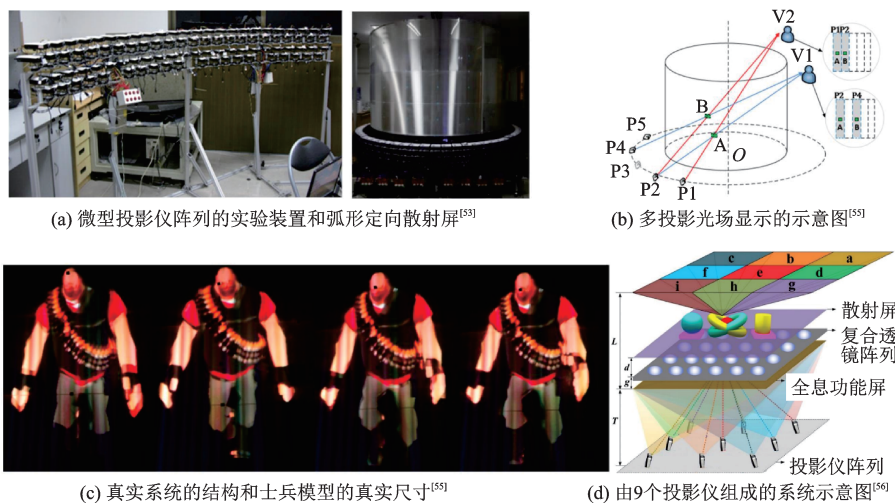 V2
V1
P1P2
A B
P2 P4
A B
B
A
O
P5
P4
P3
P2
P1
(a) 微型投影仪阵列的实验装置和弧形定向散射屏[53]
(b) 多投影光场显示的示意图[55]
c b a
f e d
i h g
L
d
g
T
散射屏
复合透
镜阵列
全息功能屏
投影仪阵列
(c) 真实系统的结构和士兵模型的真实尺寸[55]
(d) 由9个投影仪组成的系统示意图[56]